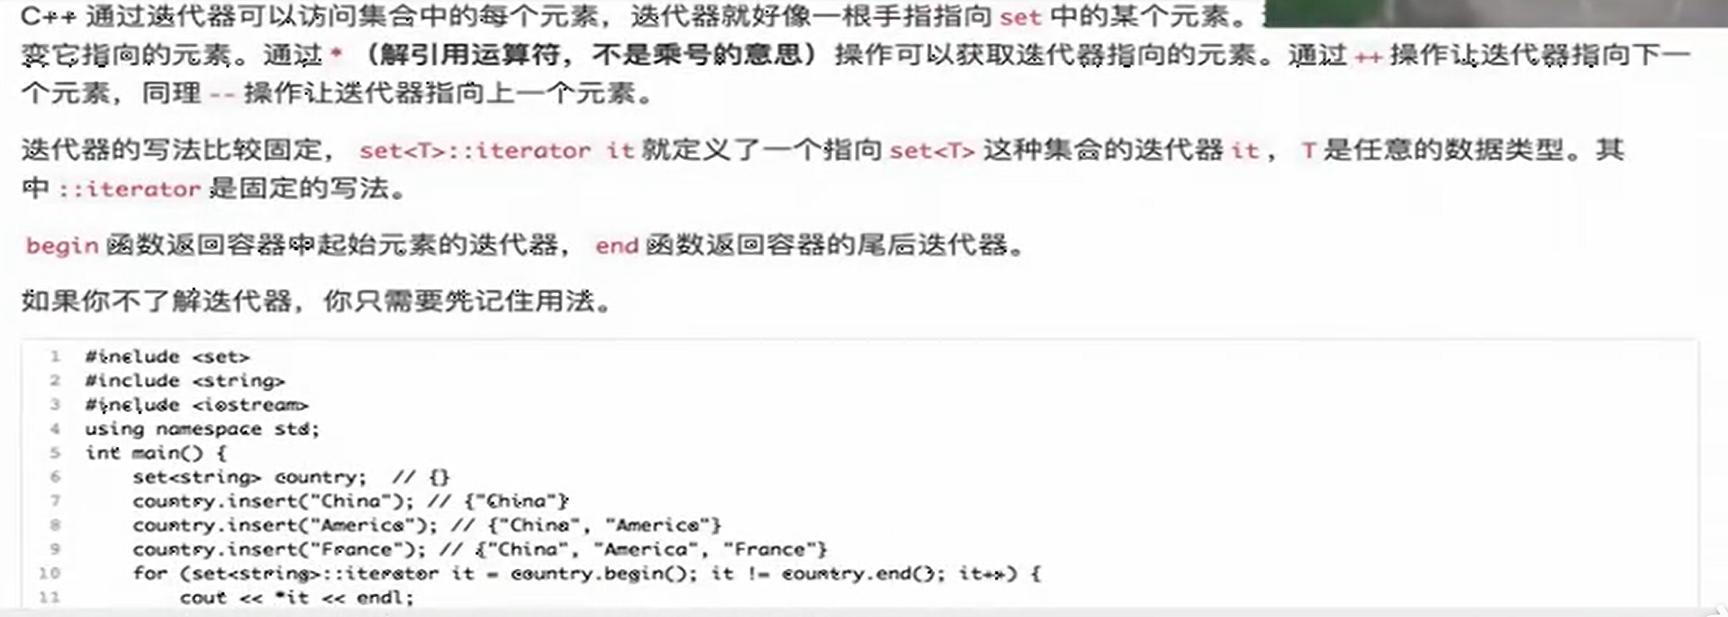 C++ 通过迭代器可以访问集合中的每个元素，迭代器就好像一根手指指向 set 中的某个元素。
变它指向的元素。通过 * （解引用运算符，不是乘号的意思）操作可以获取迭代器指向的元素。通过 ++ 操作让迭代器指向下一
个元素，同理 -- 操作让迭代器指向上一个元素。
迭代器的写法比较固定， set<T>::iterator it 就定义了一个指向 set<T> 这种集合的迭代器 it ， T 是任意的数据类型。其
中 ::iterator 是固定的写法。
begin 函数返回容器中起始元素的迭代器， end 函数返回容器的尾后迭代器。
如果你不了解迭代器，你只需要先记住用法。
1 #include <set>
2 #include <string>
3 #include <iostream>
4 using namespace std;
5 int main() {
6 set<string> country; // {}
7 country.insert("China"); // {"China"}
8 country.insert("America"); // {"China", "America"}
9 country.insert("France"); // {"China", "America", "France"}
10 for (set<string>::iterator it = country.begin(); it != country.end(); it++) {
11 cout << *it << endl;